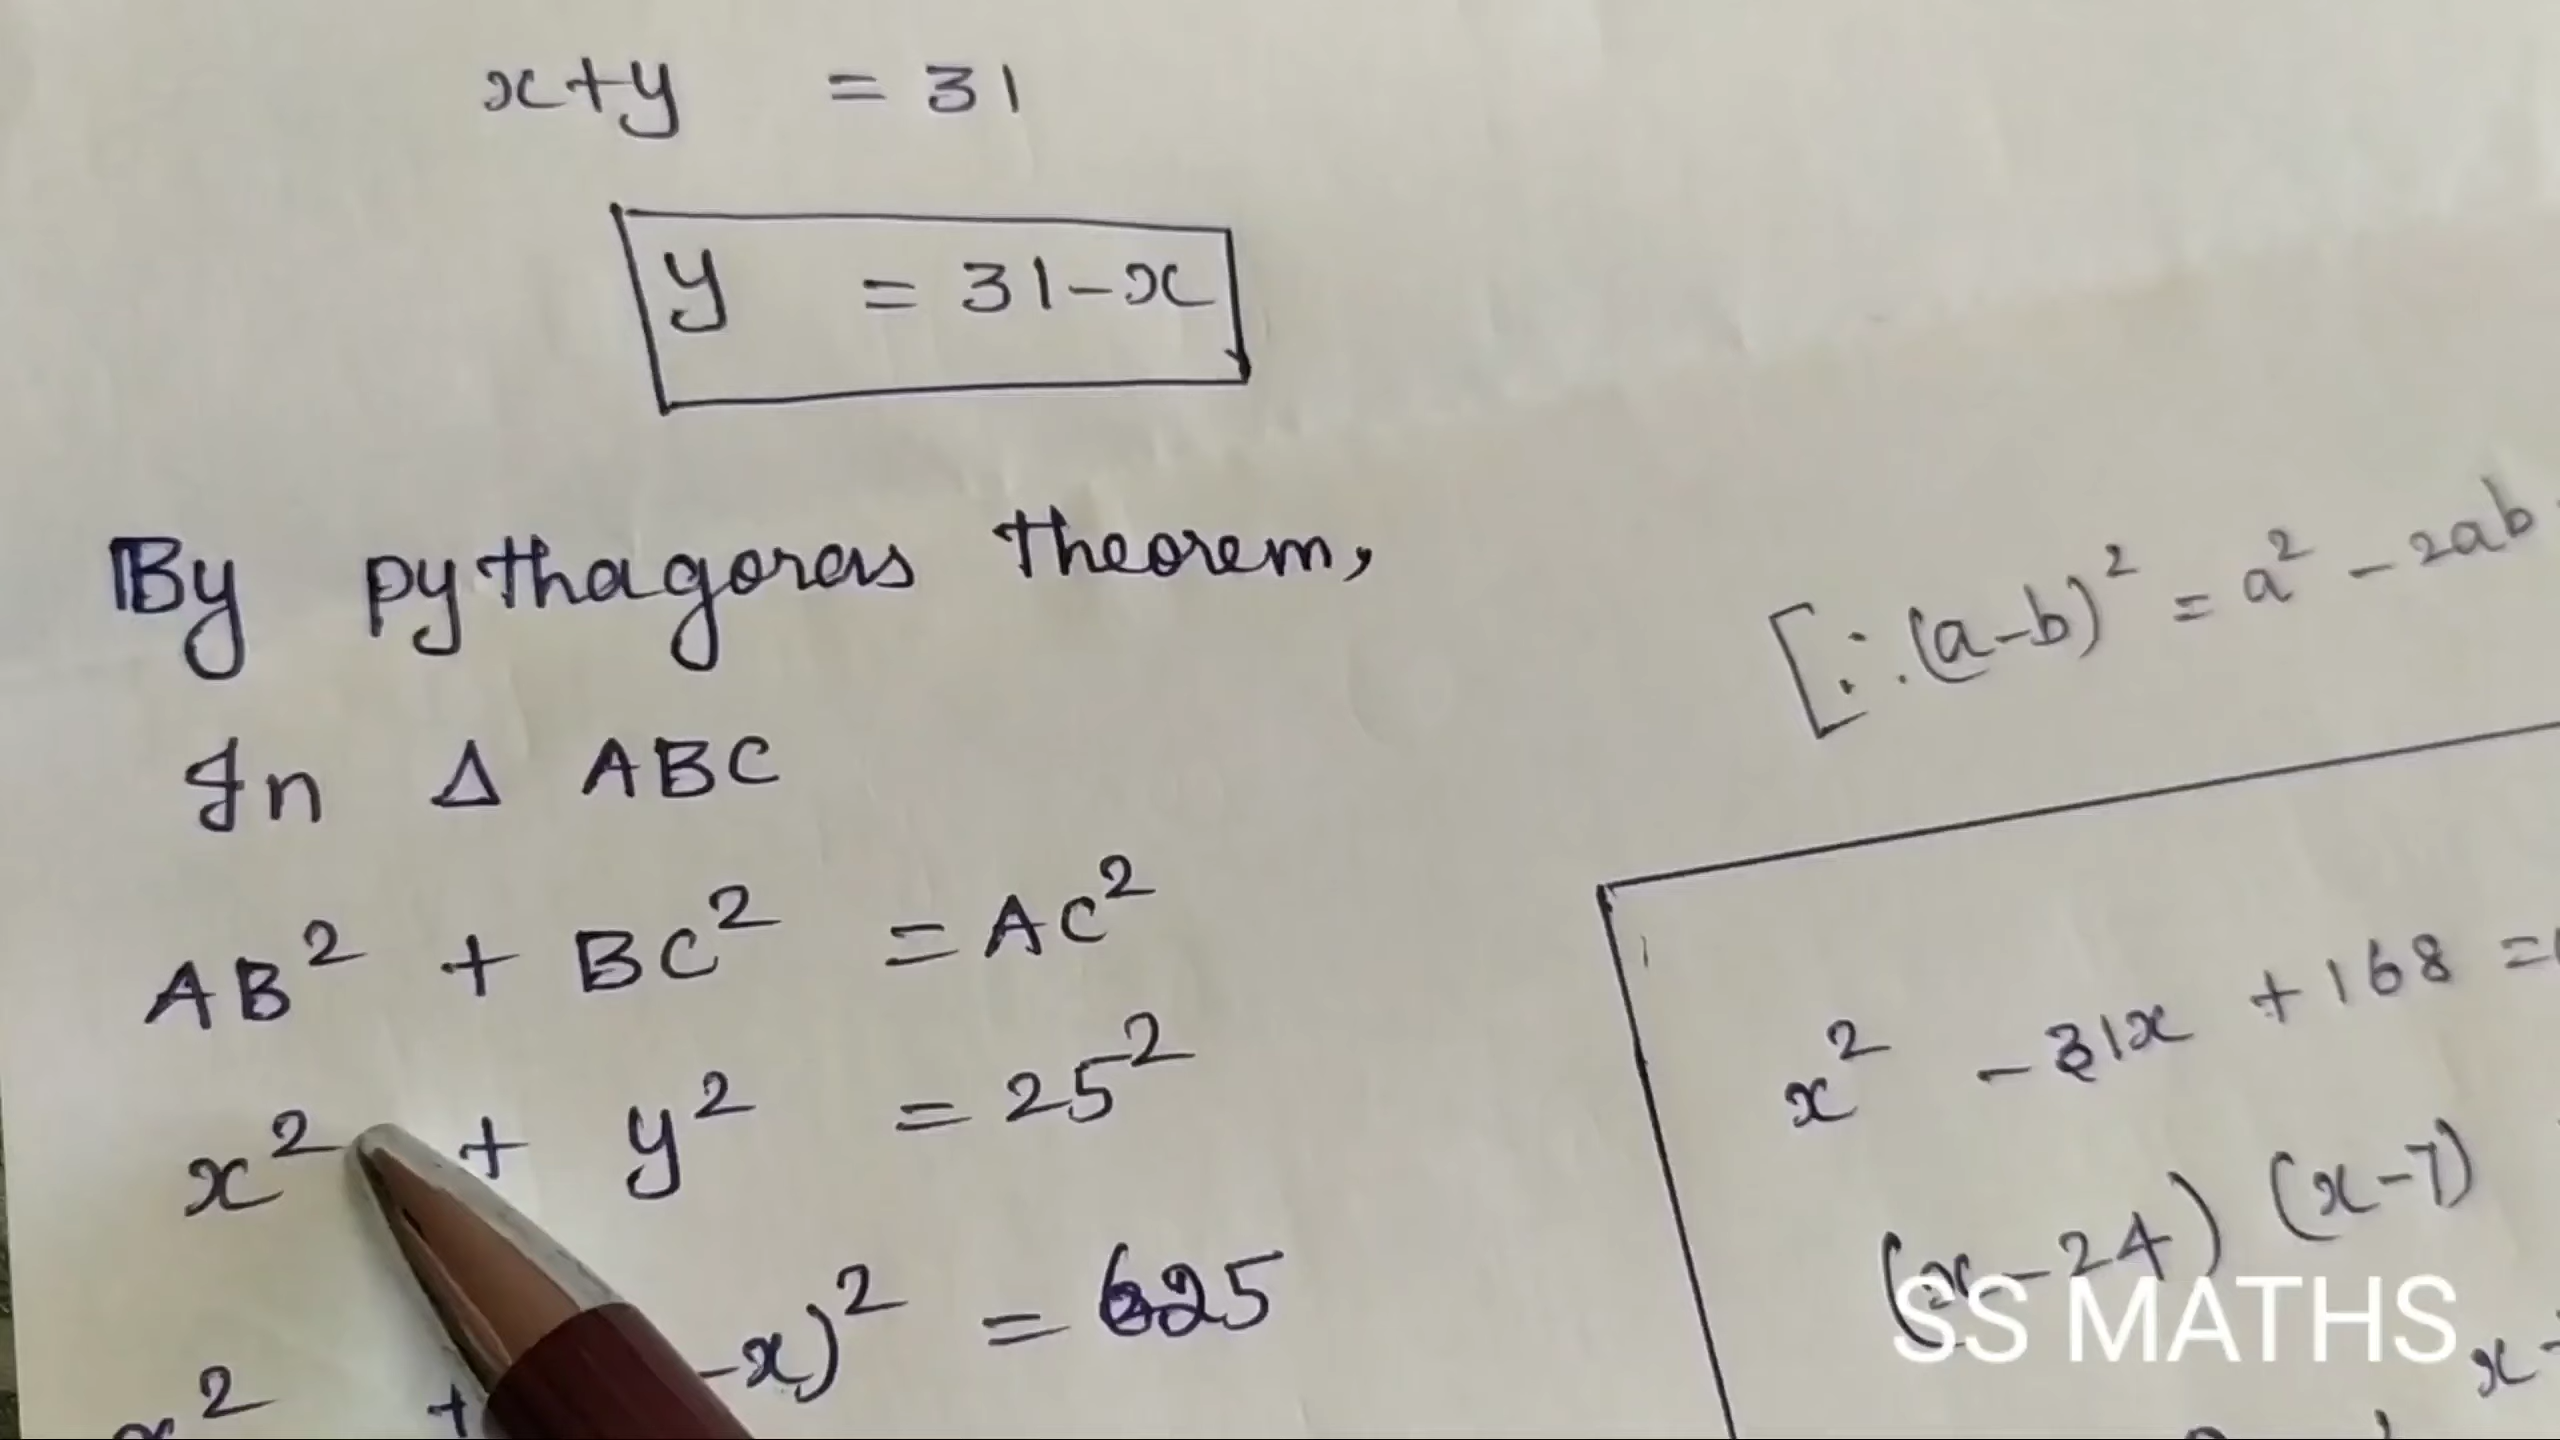 x+y = 31
y = 31-x
By pythagoras theorem,
In Δ ABC
AB² + BC² = AC²
x² + y² = 25²
-x)² = 625
x² +
[∵ (a-b)² = a² - 2ab
x² - 31x + 168 =
(x-24) (x-7)
x
SS MATHS